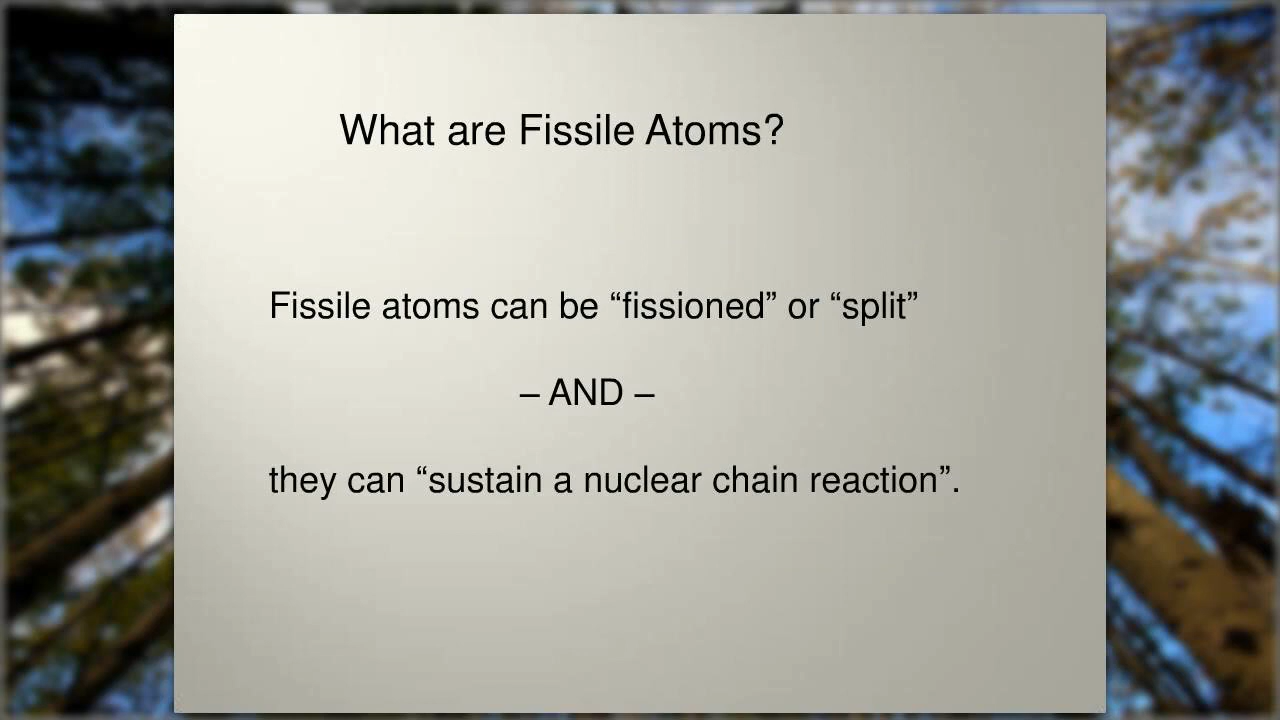 What are Fissile Atoms?
Fissile atoms can be “fissioned” or “split”
– AND –
they can “sustain a nuclear chain reaction”.